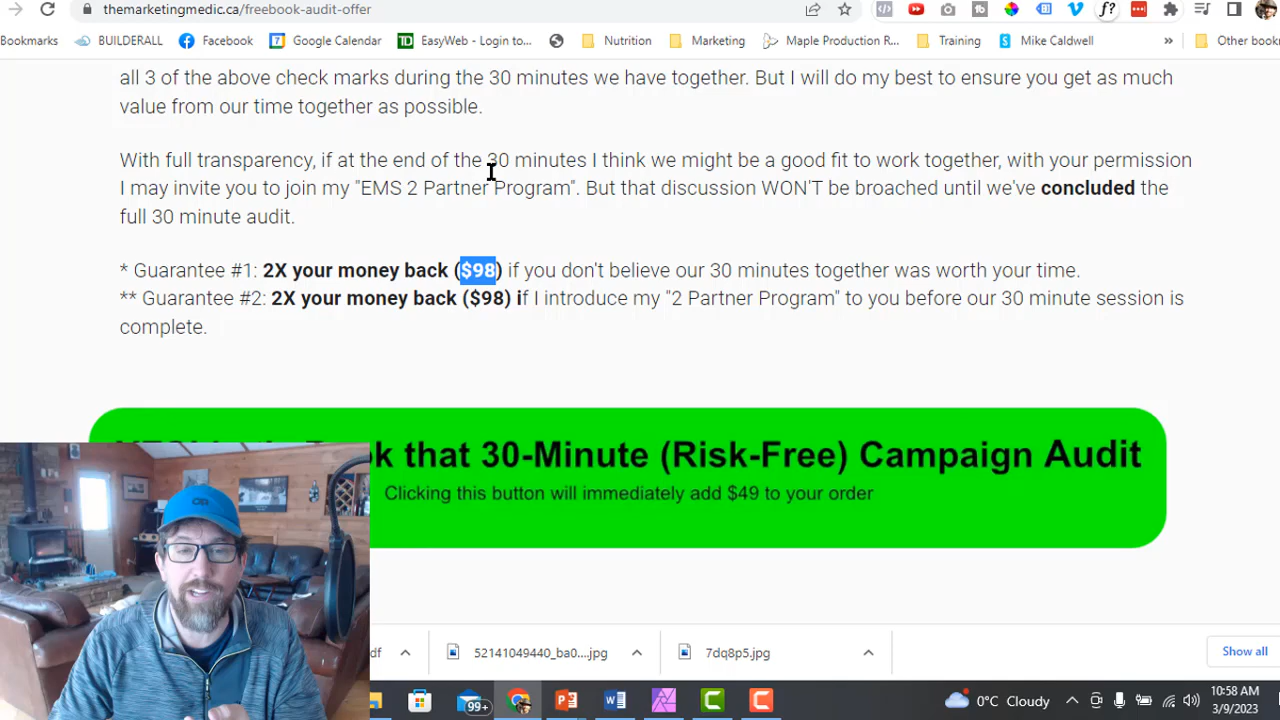 themarketingmedic.ca/freebook-audit-offer
Bookmarks BUILDERALL Facebook Google Calendar EasyWeb - Login to... Nutrition Marketing Maple Production R... Training Mike Caldwell » Other book
all 3 of the above check marks during the 30 minutes we have together. But I will do my best to ensure you get as much
value from our time together as possible.
With full transparency, if at the end of the 30 minutes I think we might be a good fit to work together, with your permission
I may invite you to join my "EMS 2 Partner Program". But that discussion WON'T be broached until we've concluded the
full 30 minute audit.
* Guarantee #1: 2X your money back ($98) if you don't believe our 30 minutes together was worth your time.
** Guarantee #2: 2X your money back ($98) if I introduce my "2 Partner Program" to you before our 30 minute session is
complete.
k that 30-Minute (Risk-Free) Campaign Audit
Clicking this button will immediately add $49 to your order
df 52141049440_ba0....jpg 7dq8p5.jpg Show all
99+ 0°C Cloudy 10:58 AM
3/9/2023